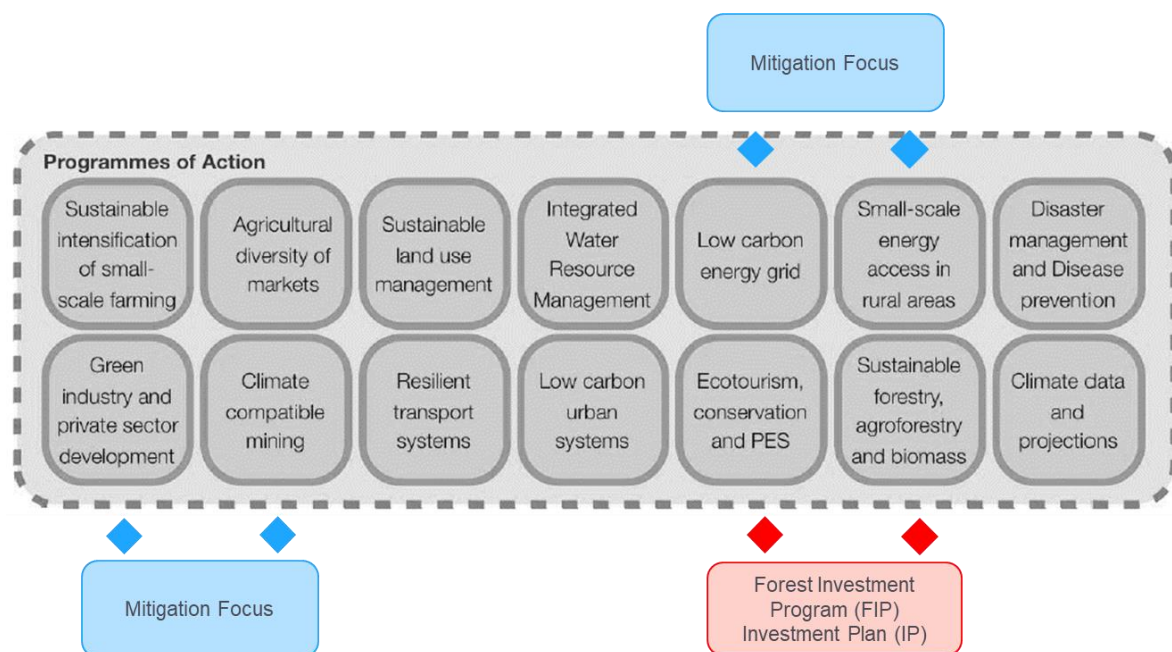 Mitigation Focus
Programmes of Action
Sustainable
intensification
of small-
scale farming
Agricultural
diversity of
markets
Sustainable
land use
management
Integrated
Water
Resource
Management
Low carbon
energy grid
Small-scale
energy
access in
rural areas
Disaster
management
and Disease
prevention
Green
industry and
private sector
development
Climate
compatible
mining
Resilient
transport
systems
Low carbon
urban
systems
Ecotourism,
conservation
and PES
Sustainable
forestry,
agroforestry
and biomass
Climate data
and
projections
Mitigation Focus
Forest Investment
Program (FIP)
Investment Plan (IP)